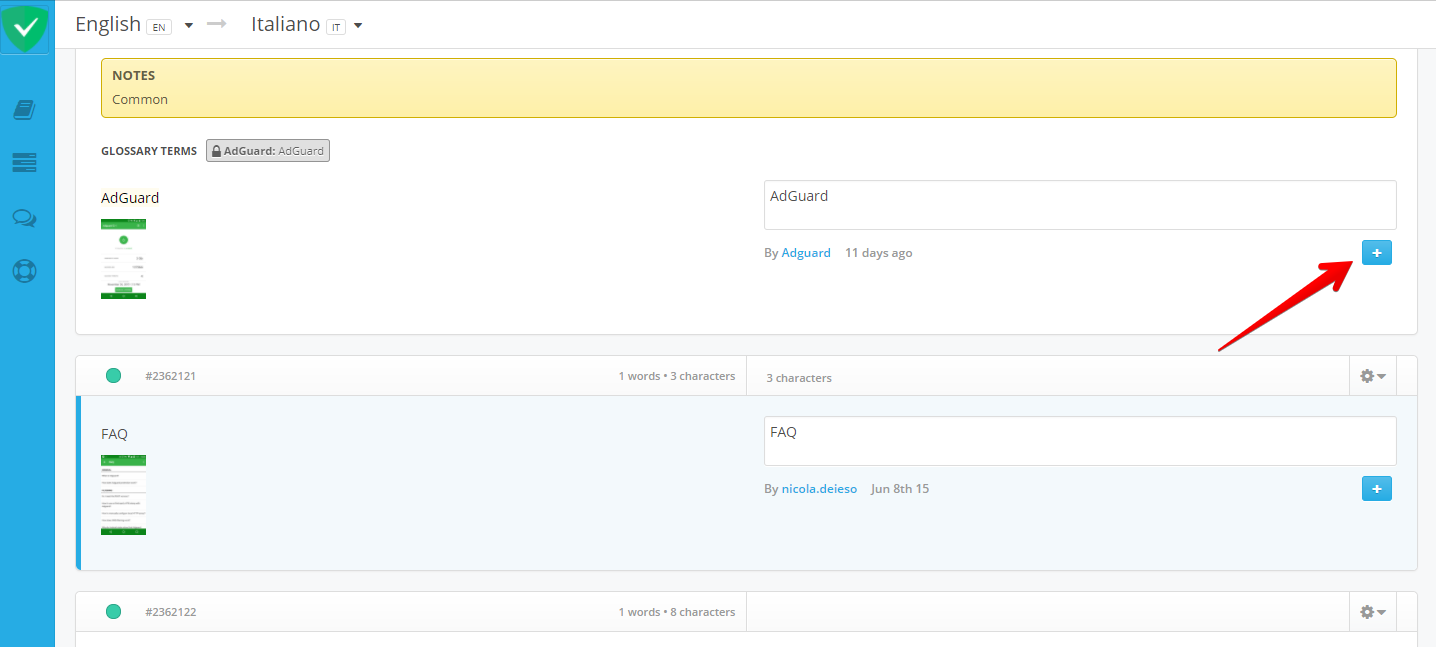 English EN Italiano IT
NOTES
Common
GLOSSARY TERMS AdGuard: AdGuard
AdGuard
AdGuard
By Adguard 11 days ago
+
#2362121 1 words • 3 characters 3 characters
FAQ
FAQ
By nicola.deieso Jun 8th 15
+
#2362122 1 words • 8 characters